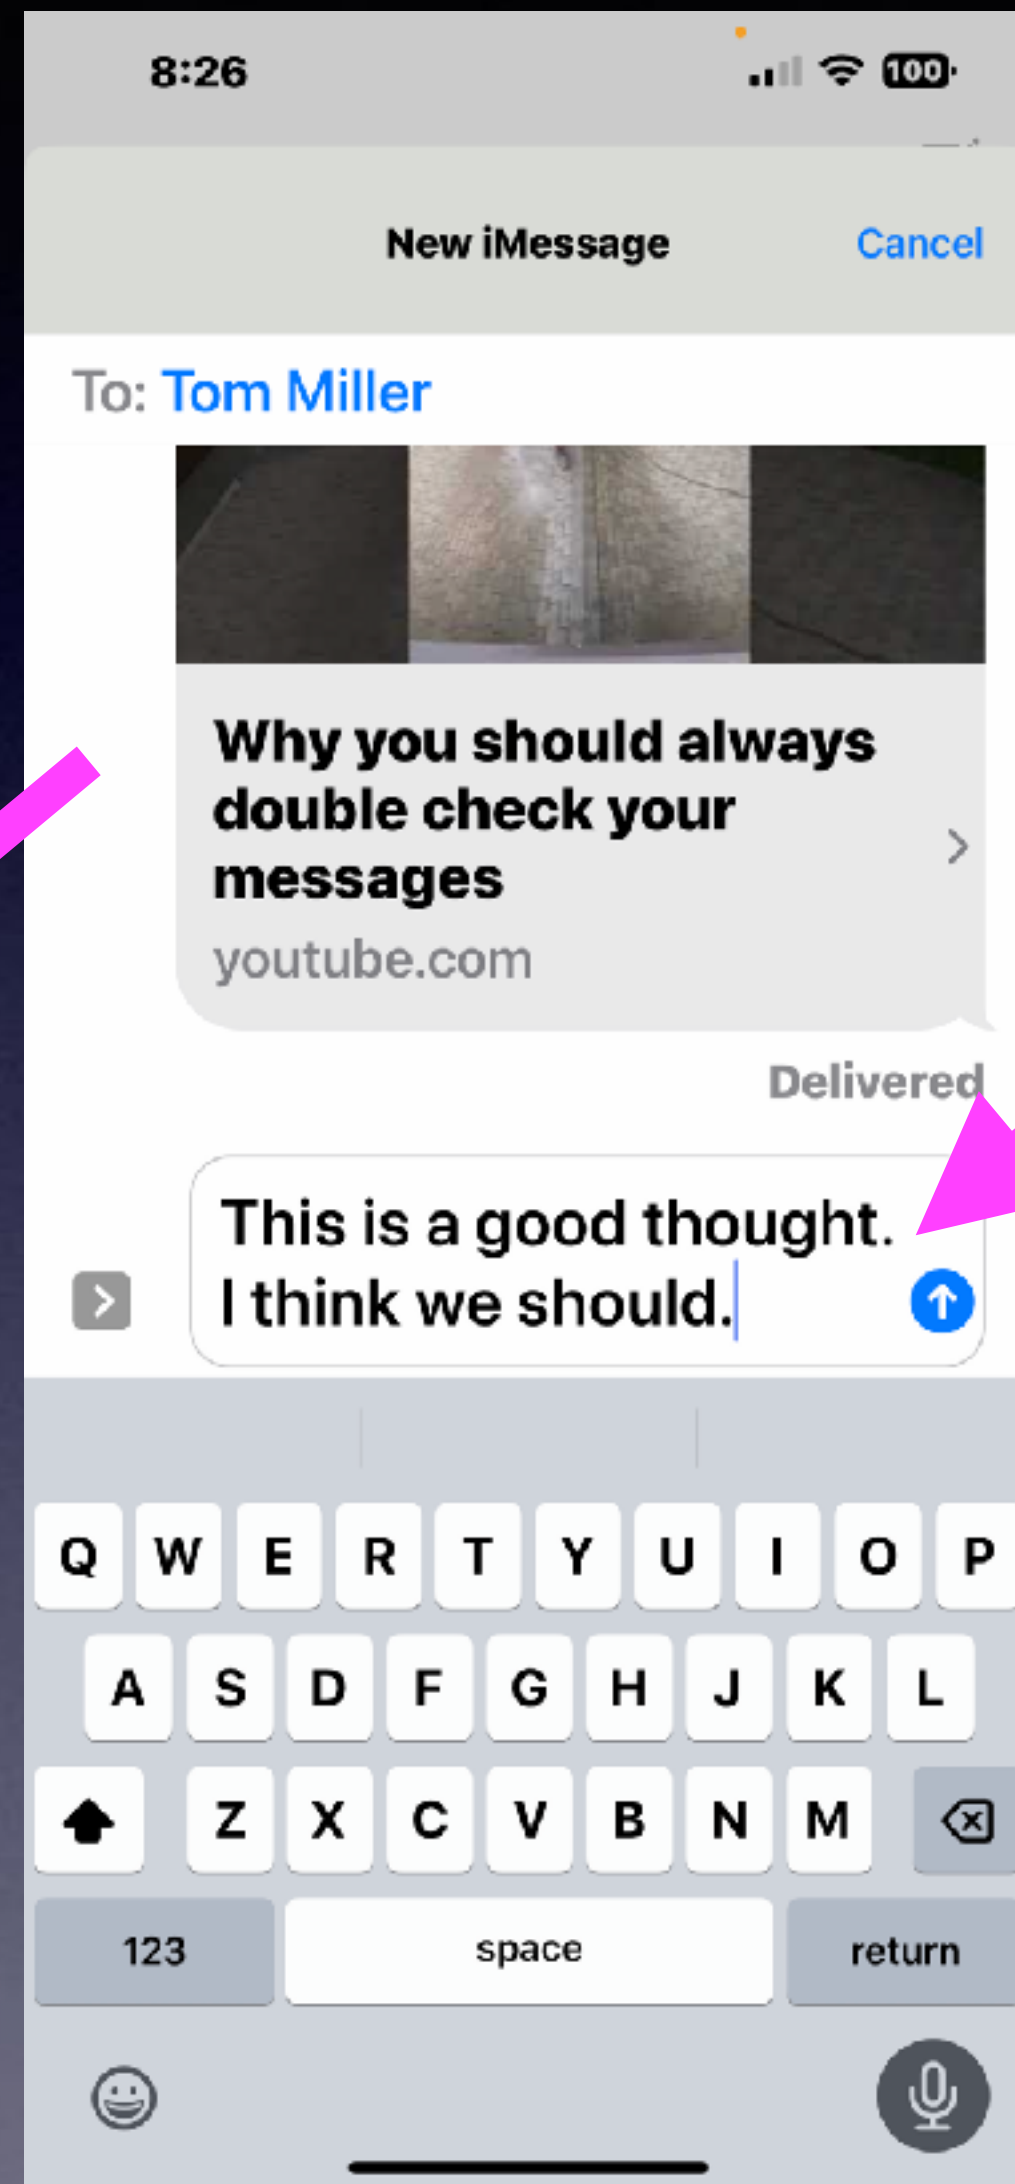 8:26
100
New iMessage
Cancel
To: Tom Miller
Why you should always
double check your
messages
youtube.com
Delivered
This is a good thought.
I think we should.
Q W E R T Y U I O P
A S D F G H J K L
Z X C V B N M
123
space
return